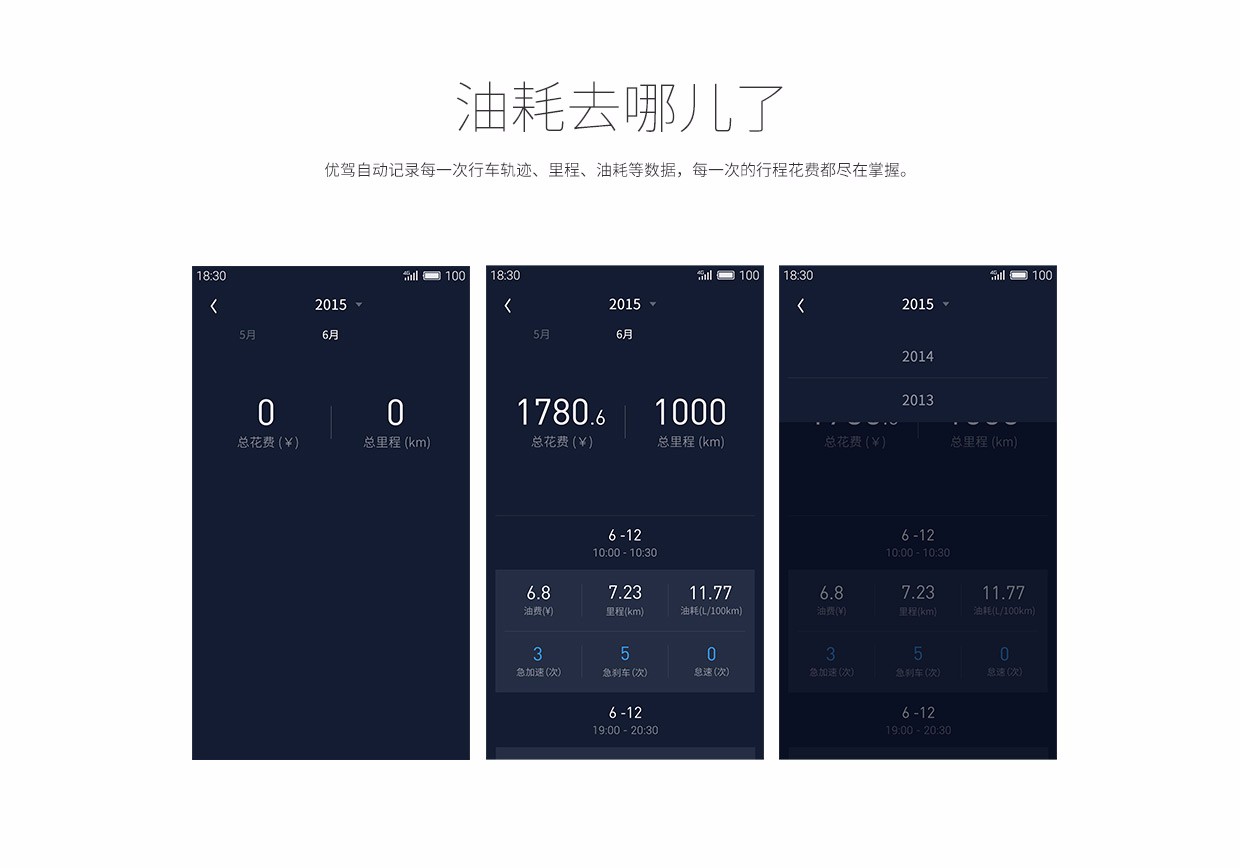 油耗去哪儿了
优驾自动记录每一次行车轨迹、里程、油耗等数据，每一次的行程花费都尽在掌握。
18:30 4G 100
2015
5月 6月
0 0
总花费 (￥) 总里程 (km)
18:30 4G 100
2015
5月 6月
1780.6 1000
总花费 (￥) 总里程 (km)
6 -12
10:00 - 10:30
6.8 7.23 11.77
油费(¥) 里程(km) 油耗(L/100km)
3 5 0
急加速(次) 急刹车(次) 怠速(次)
6 -12
19:00 - 20:30
18:30 4G 100
2015
2014
2013
总花费 (￥) 总里程 (km)
6 -12
10:00 - 10:30
6.8 7.23 11.77
油费(¥) 里程(km) 油耗(L/100km)
3 5 0
急加速(次) 急刹车(次) 怠速(次)
6 -12
19:00 - 20:30